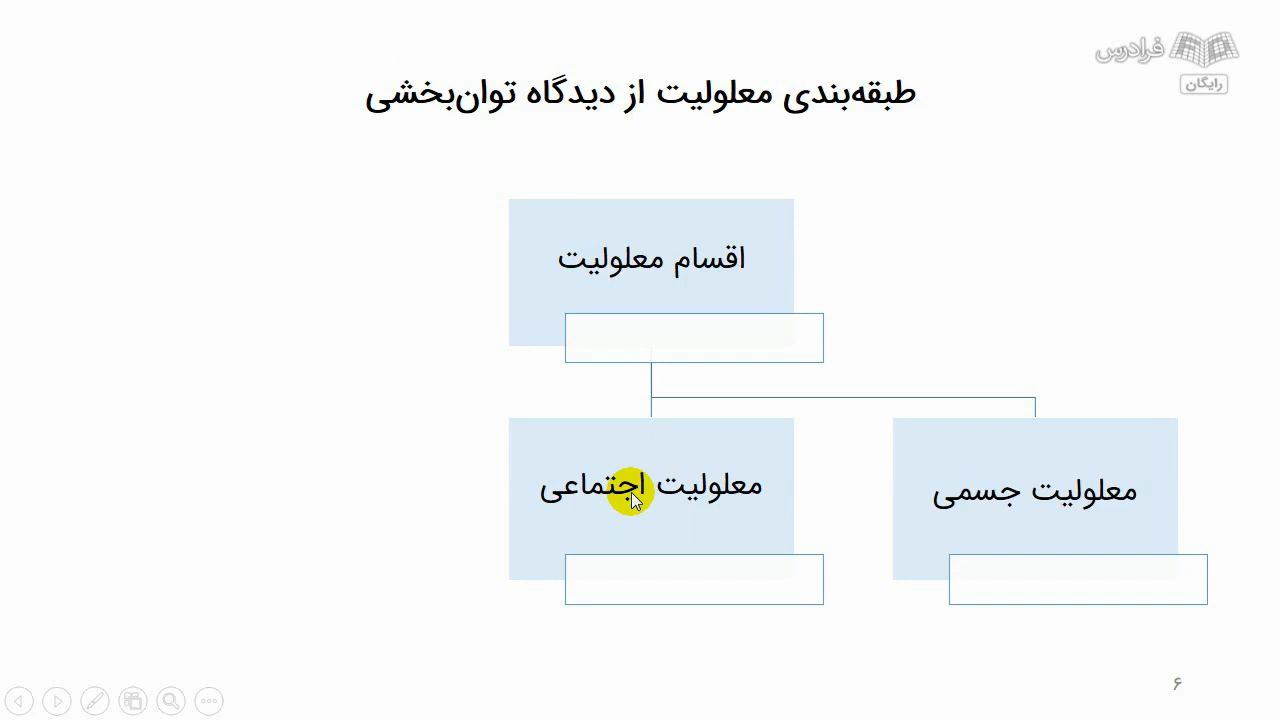 فرادرس
رایگان
طبقه‌بندی معلولیت از دیدگاه توان‌بخشی
اقسام معلولیت
معلولیت جسمی
معلولیت اجتماعی
۶